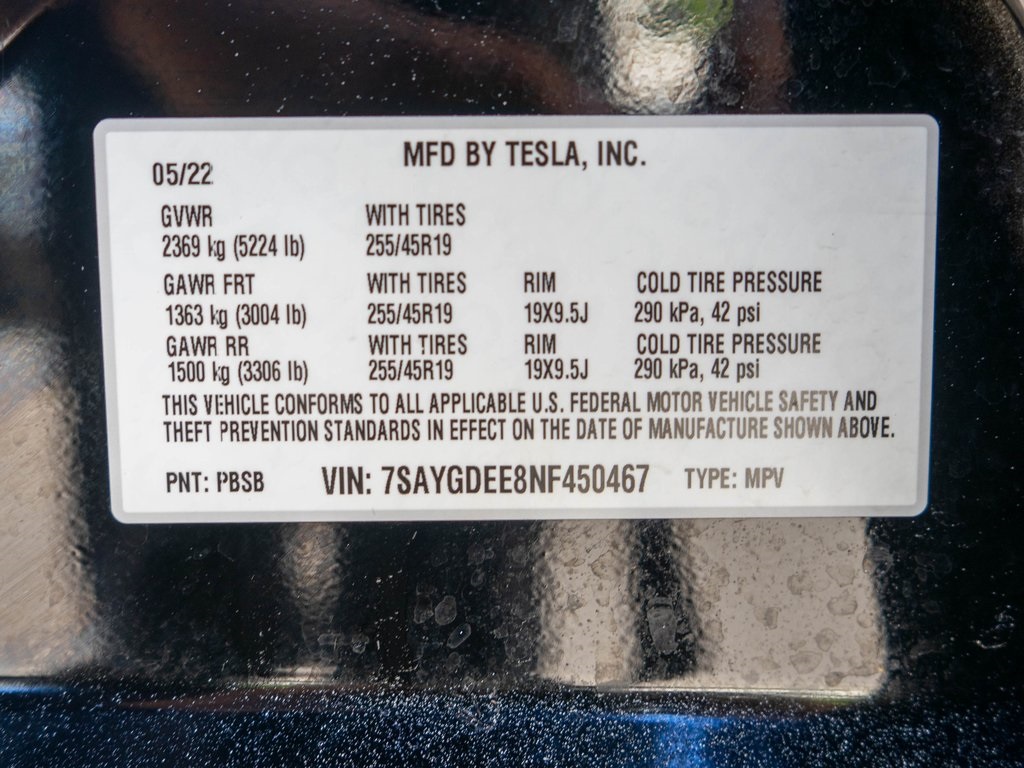 MFD BY TESLA, INC.
05/22
GVWR WITH TIRES
2369 kg (5224 lb) 255/45R19
GAWR FRT WITH TIRES RIM COLD TIRE PRESSURE
1363 kg (3004 lb) 255/45R19 19X9.5J 290 kPa, 42 psi
GAWR RR WITH TIRES RIM COLD TIRE PRESSURE
1500 kg (3306 lb) 255/45R19 19X9.5J 290 kPa, 42 psi
THIS VEHICLE CONFORMS TO ALL APPLICABLE U.S. FEDERAL MOTOR VEHICLE SAFETY AND
THEFT PREVENTION STANDARDS IN EFFECT ON THE DATE OF MANUFACTURE SHOWN ABOVE.
PNT: PBSB VIN: 7SAYGDEE8NF450467 TYPE: MPV